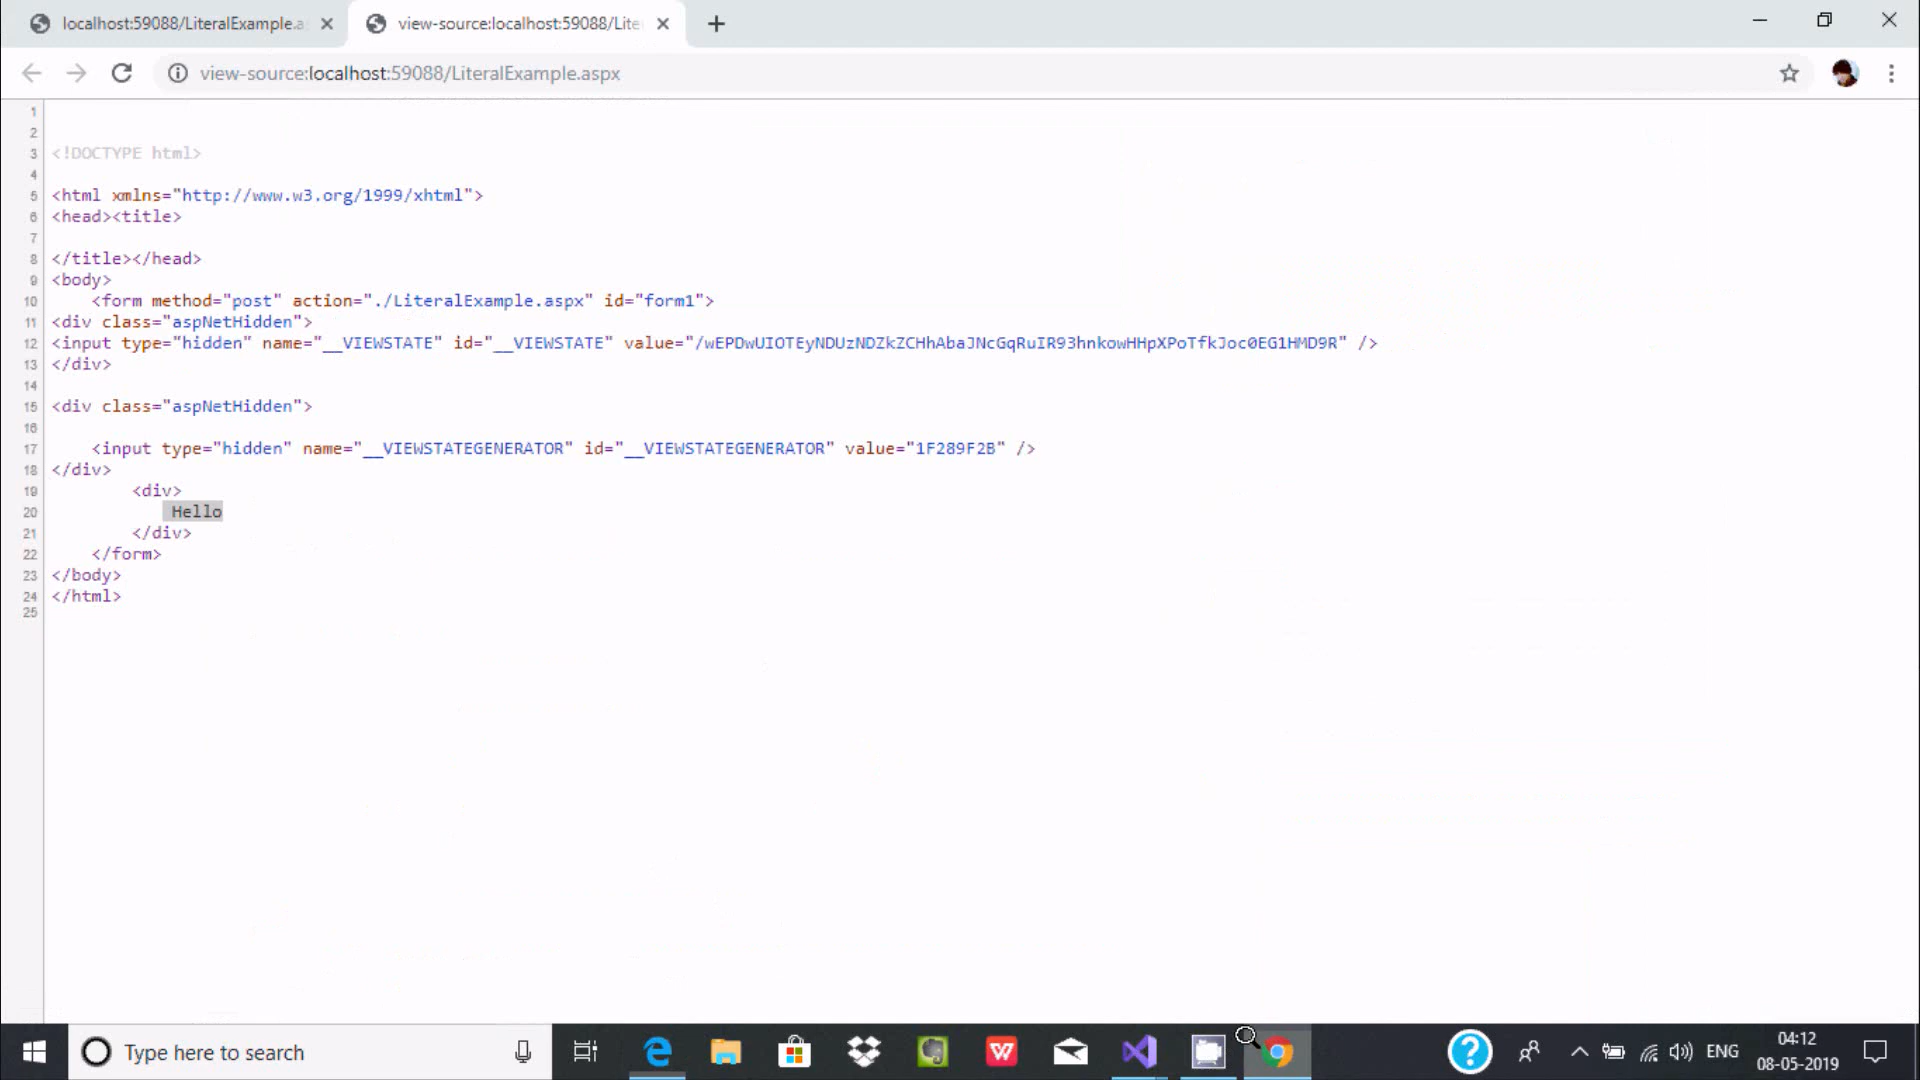 localhost:59088/LiteralExample.a
view-source:localhost:59088/Lite
view-source:localhost:59088/LiteralExample.aspx
1
2
3 <!DOCTYPE html>
4
5 <html xmlns="http://www.w3.org/1999/xhtml">
6 <head><title>
7
8 </title></head>
9 <body>
10 <form method="post" action="./LiteralExample.aspx" id="form1">
11 <div class="aspNetHidden">
12 <input type="hidden" name="__VIEWSTATE" id="__VIEWSTATE" value="/wEPDwUIOTEyNDUzNDZkZCHhAbaJNcGqRuIR93hnkowHHpXPoTfkJoc0EG1HMD9R" />
13 </div>
14
15 <div class="aspNetHidden">
16
17 <input type="hidden" name="__VIEWSTATEGENERATOR" id="__VIEWSTATEGENERATOR" value="1F289F2B" />
18 </div>
19 <div>
20 Hello
21 </div>
22 </form>
23 </body>
24 </html>
25
Type here to search
W
ENG
04:12
08-05-2019